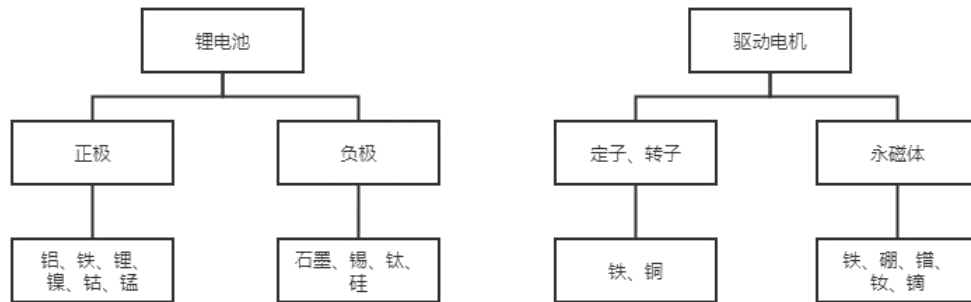 锂电池
驱动电机
正极
负极
定子、转子
永磁体
铝、铁、锂、
镍、钴、锰
石墨、锡、钛、
硅
铁、铜
铁、硼、镨、
钕、镝